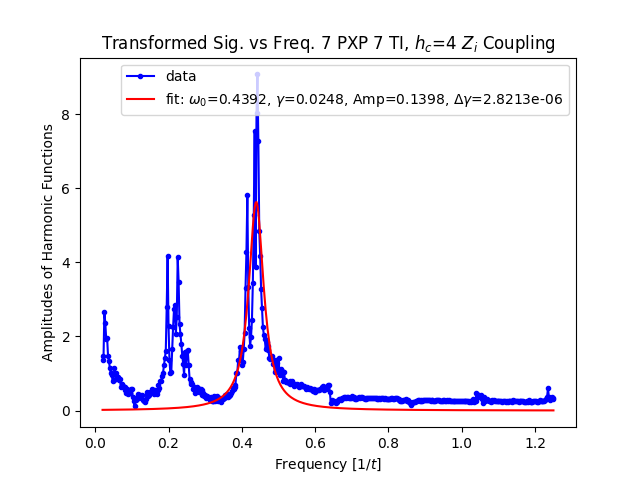 Transformed Sig. vs Freq. 7 PXP 7 TI, $h_c$=4 $Z_i$ Coupling
data
fit: $\omega_0$=0.4392, $\gamma$=0.0248, Amp=0.1398, $\Delta\gamma$=2.8213e-06
Amplitudes of Harmonic Functions
8
6
4
2
0
0.0 0.2 0.4 0.6 0.8 1.0 1.2
Frequency [1/$t$]